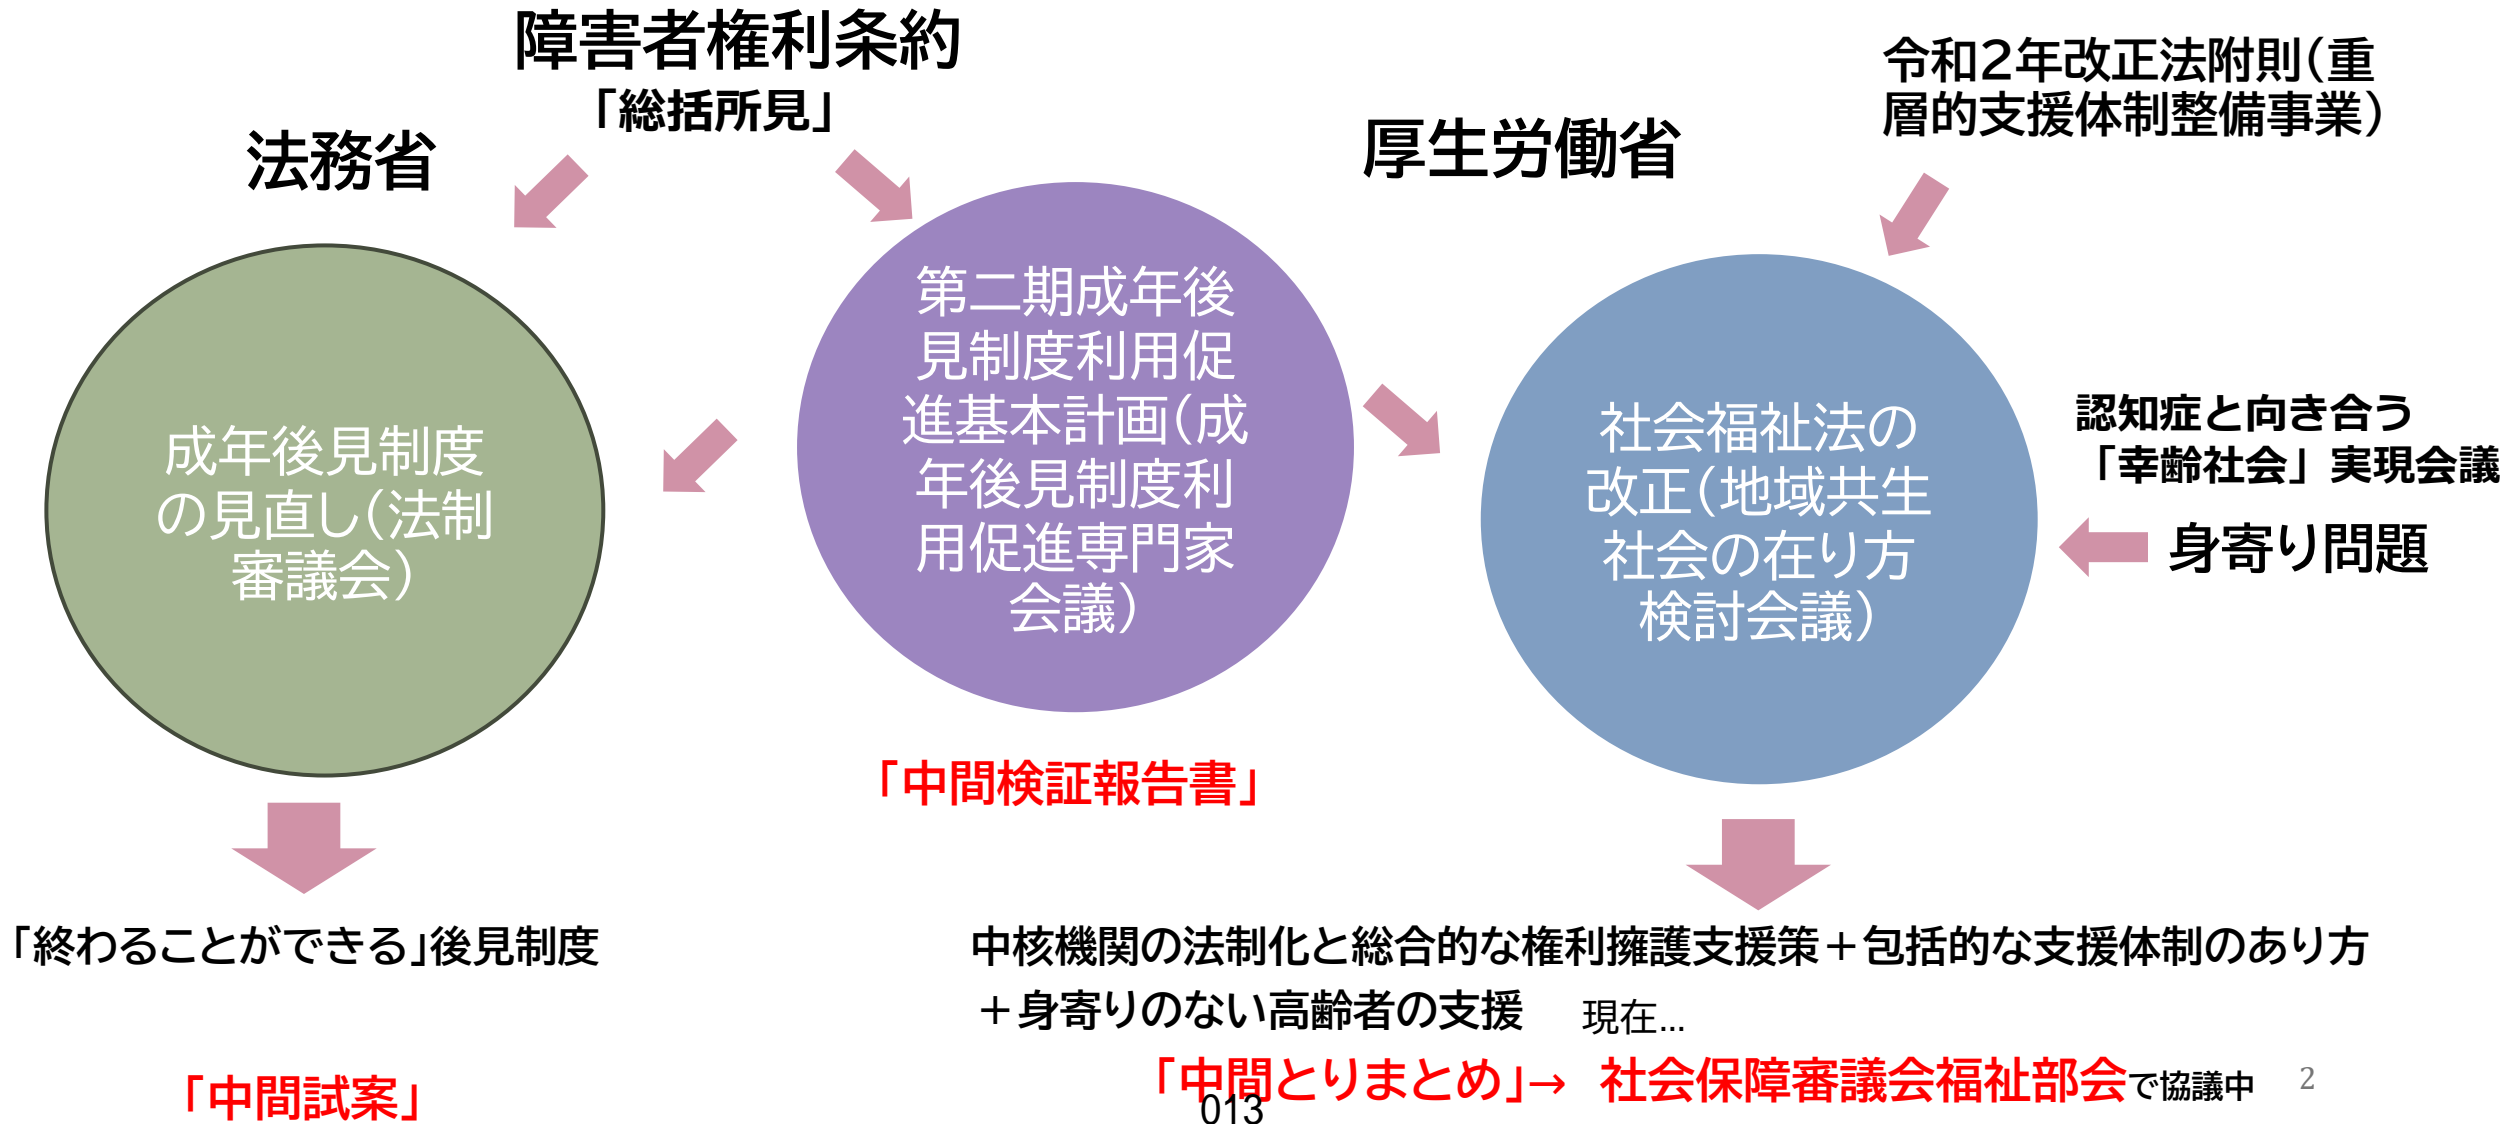 障害者権利条約
「総括所見」
法務省
厚生労働省
令和2年改正法附則(重
層的支援体制整備事業)
成年後見制度
の見直し(法制
審議会)
第二期成年後
見制度利用促
進基本計画(成
年後見制度利
用促進専門家
会議)
社会福祉法の
改正(地域共生
社会の在り方
検討会議)
認知症と向き合う
「幸齢社会」実現会議
身寄り問題
「中間検証報告書」
「終わることができる」後見制度
中核機関の法制化と総合的な権利擁護支援策＋包括的な支援体制のあり方
＋身寄りのない高齢者の支援 現在…
「中間とりまとめ」→ 社会保障審議会福祉部会で協議中
「中間試案」
013
2